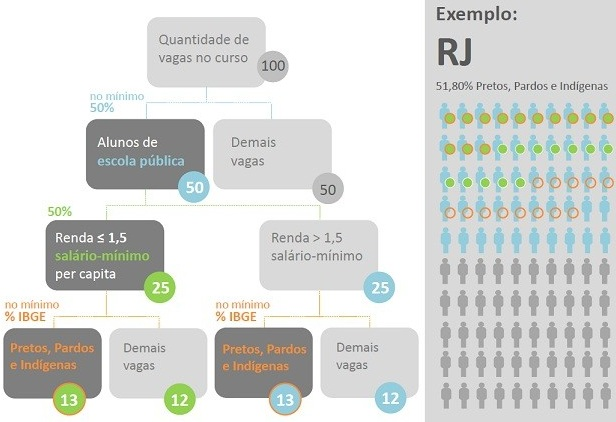 Quantidade de
vagas no curso
100
no mínimo
50%
Alunos de
escola pública
50
Demais
vagas
50
50%
Renda ≤ 1,5
salário-mínimo
per capita
25
Renda > 1,5
salário-mínimo
25
no mínimo
% IBGE
Pretos, Pardos
e Indígenas
13
Demais
vagas
12
no mínimo
% IBGE
Pretos, Pardos
e Indígenas
13
Demais
vagas
12
Exemplo:
RJ
51,80% Pretos, Pardos e Indígenas